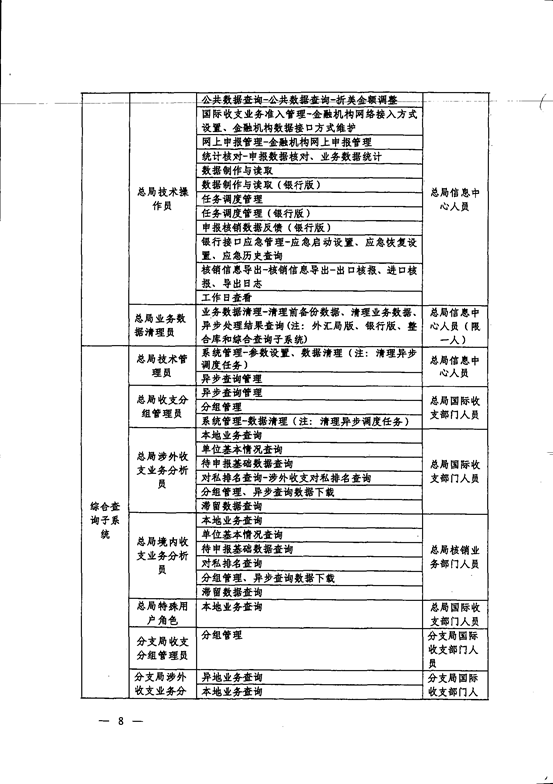 公共数据查询-公共数据查询-折美金额调整
国际收支业务准入管理-金融机构网络接入方式
设置、金融机构数据接口方式维护
网上申报管理-金融机构网上申报管理
统计核对-申报数据核对、业务数据统计
数据制作与读取
总局技术操
作员
数据制作与读取（银行版）
总局信息中
心人员
任务调度管理
任务调度管理（银行版）
申报核销数据反馈（银行版）
银行接口应急管理-应急启动设置、应急恢复设
置、应急历史查询
核销信息导出-核销信息导出-出口核报、进口核
报、导出日志
工作日查看
总局业务数
据清理员
业务数据清理-清理前备份数据、清理业务数据、
异步处理结果查询(注：外汇局版、银行版、整
合库和综合查询子系统)
总局信息中
心人员（限
一人）
综合查
询子系
统
总局技术管
理员
系统管理-参数设置、数据清理（注：清理异步
调度任务）
异步查询管理
总局信息中
心人员
总局收支分
组管理员
异步查询管理
分组管理
系统管理-数据清理（注：清理异步调度任务）
总局国际收
支部门人员
总局涉外收
支业务分析
员
本地业务查询
单位基本情况查询
待申报基础数据查询
对私排名查询-涉外收支对私排名查询
分组管理、异步查询数据下载
滞留数据查询
总局国际收
支部门人员
总局境内收
支业务分析
员
本地业务查询
单位基本情况查询
待申报基础数据查询
对私排名查询
分组管理、异步查询数据下载
滞留数据查询
总局核销业
务部门人员
总局特殊用
户角色
本地业务查询
总局国际收
支部门人员
分支局收支
分组管理员
分组管理
分支局国际
收支部门人
员
分支局涉外
收支业务分
异地业务查询
本地业务查询
分支局国际
收支部门人
— 8 —